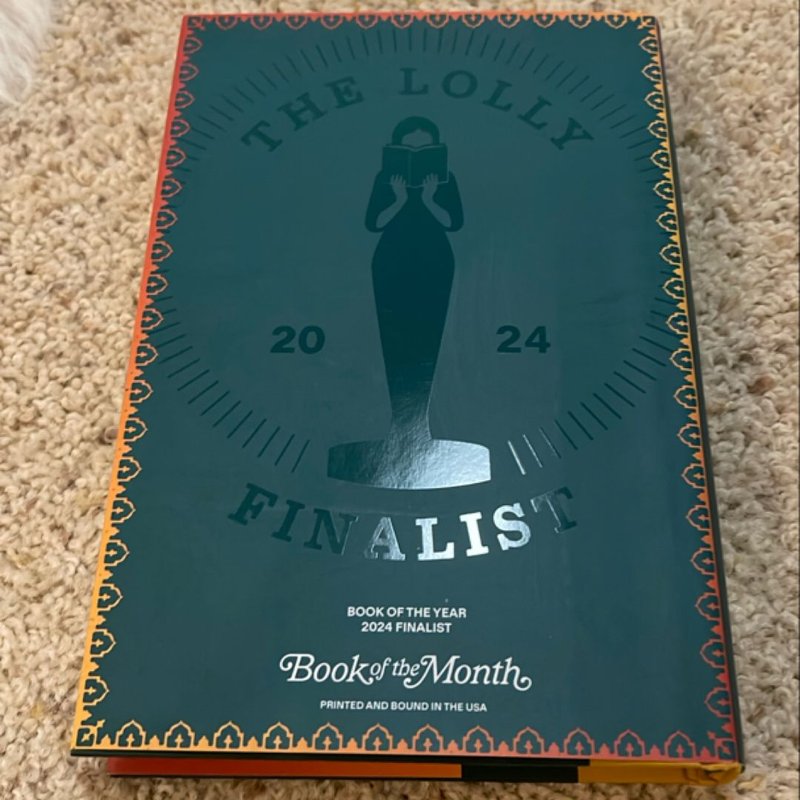 THE LOLLY
20 24
FINALIST
BOOK OF THE YEAR
2024 FINALIST
Book of the Month
PRINTED AND BOUND IN THE USA